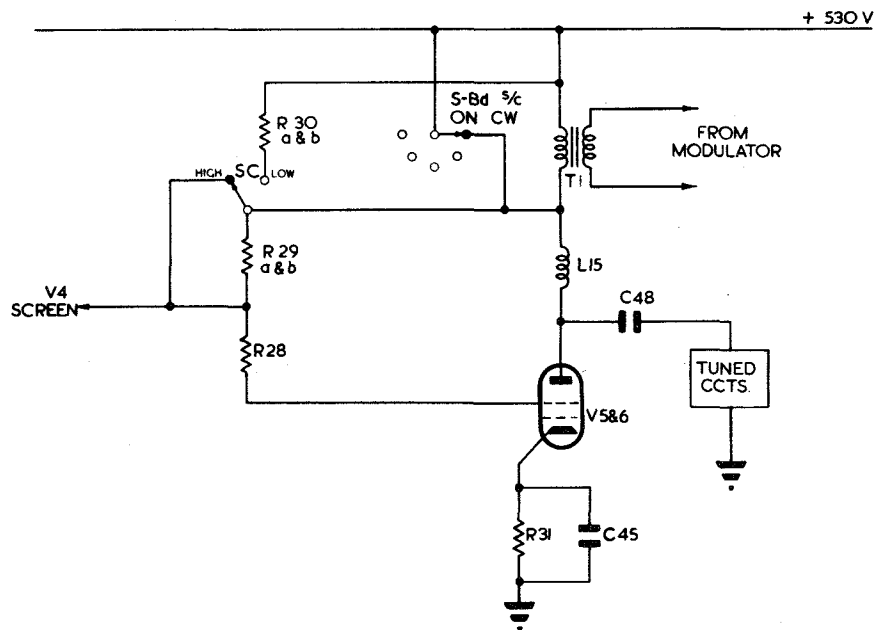 + 530 V
S-Bd S/c
ON CW
R 30
a & b
HIGH
SC
LOW
FROM
MODULATOR
T1
R 29
a & b
L15
V4
SCREEN
C48
R28
TUNED
CCTS.
V5&6
R31
C45